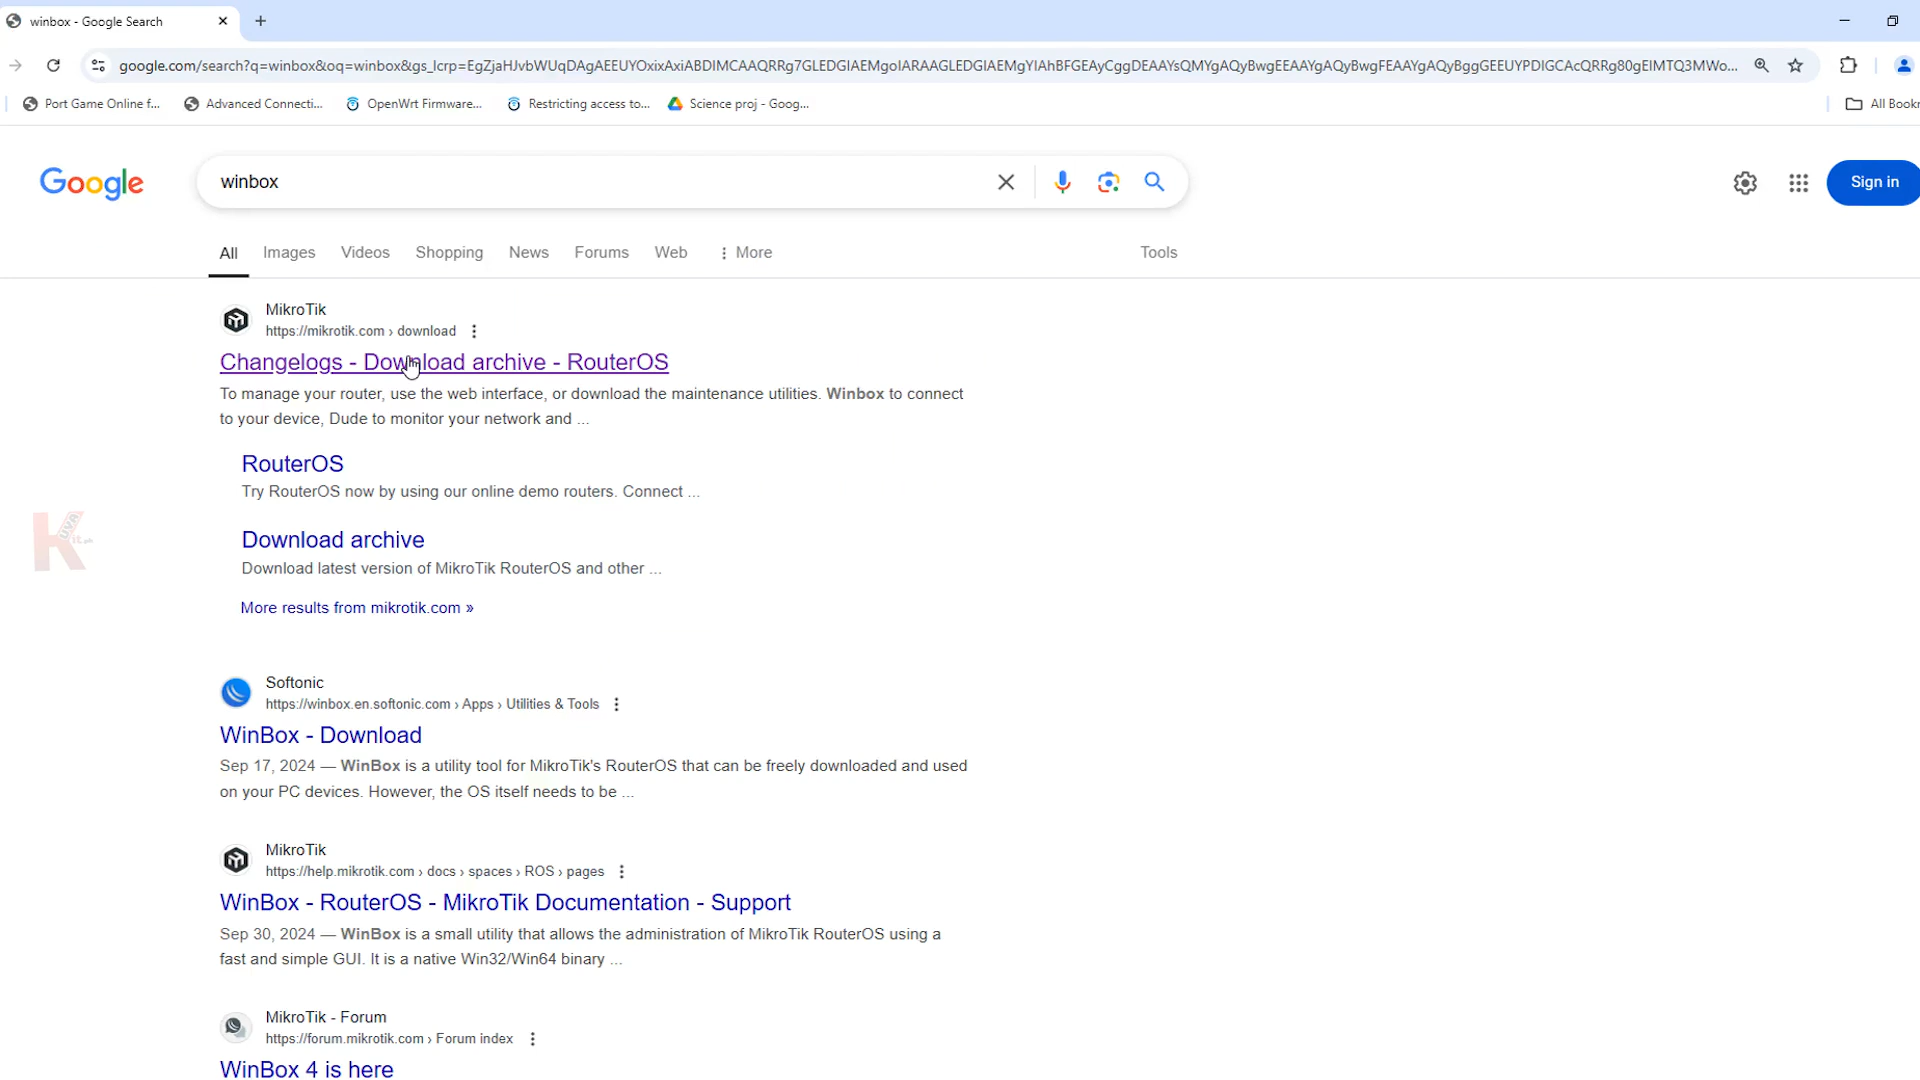 winbox - Google Search
google.com/search?q=winbox&oq=winbox&gs_lcrp=EgZjaHJvbWUqDAgAEEUYOxixAxiABDIMCAAQRRg7GLEDGIAEMgoIARAAGLEDGIAEMgYIAhBFGEAyCggDEAAYsQMYgAQyBwgEEAAYgAQyBwgFEAAYgAQyBggGEEUYPDIGCAcQRRg80gEIMTQ3MWo...
Port Game Online f...
Advanced Connecti...
OpenWrt Firmware...
Restricting access to...
Science proj - Goog...
All Bookr
Google
winbox
Sign in
All
Images
Videos
Shopping
News
Forums
Web
More
Tools
MikroTik
https://mikrotik.com › download
Changelogs - Download archive - RouterOS
To manage your router, use the web interface, or download the maintenance utilities. Winbox to connect
to your device, Dude to monitor your network and ...
RouterOS
Try RouterOS now by using our online demo routers. Connect ...
Download archive
Download latest version of MikroTik RouterOS and other ...
More results from mikrotik.com »
Softonic
https://winbox.en.softonic.com › Apps › Utilities & Tools
WinBox - Download
Sep 17, 2024 — WinBox is a utility tool for MikroTik's RouterOS that can be freely downloaded and used
on your PC devices. However, the OS itself needs to be ...
MikroTik
https://help.mikrotik.com › docs › spaces › ROS › pages
WinBox - RouterOS - MikroTik Documentation - Support
Sep 30, 2024 — WinBox is a small utility that allows the administration of MikroTik RouterOS using a
fast and simple GUI. It is a native Win32/Win64 binary ...
MikroTik - Forum
https://forum.mikrotik.com › Forum index
WinBox 4 is here